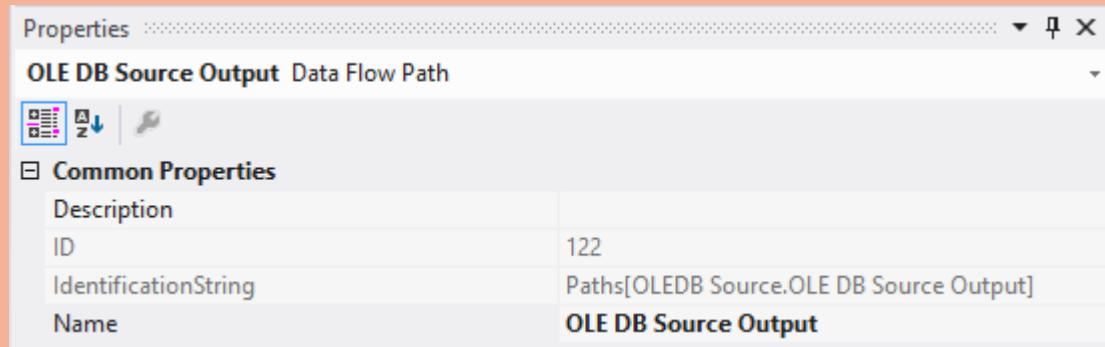 Properties
OLE DB Source Output Data Flow Path
Common Properties
Description
ID 122
IdentificationString Paths[OLEDB Source.OLE DB Source Output]
Name OLE DB Source Output